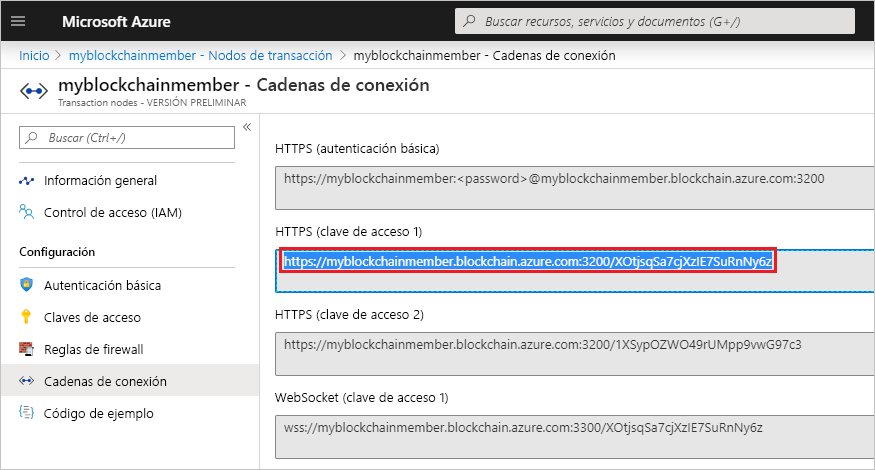 Microsoft Azure
Buscar recursos, servicios y documentos (G+/)
Inicio > myblockchainmember - Nodos de transacción > myblockchainmember - Cadenas de conexión
myblockchainmember - Cadenas de conexión
Transaction nodes - VERSIÓN PRELIMINAR
Buscar (Ctrl+/)
«
Información general
Control de acceso (IAM)
Configuración
Autenticación básica
Claves de acceso
Reglas de firewall
Cadenas de conexión
Código de ejemplo
HTTPS (autenticación básica)
https://myblockchainmember:<password>@myblockchainmember.blockchain.azure.com:3200
HTTPS (clave de acceso 1)
https://myblockchainmember.blockchain.azure.com:3200/XOtjsqSa7cjXzIE7SuRnNy6z
HTTPS (clave de acceso 2)
https://myblockchainmember.blockchain.azure.com:3200/1XSypOZWO49rUMpp9vwG97c3
WebSocket (clave de acceso 1)
wss://myblockchainmember.blockchain.azure.com:3300/XOtjsqSa7cjXzIE7SuRnNy6z